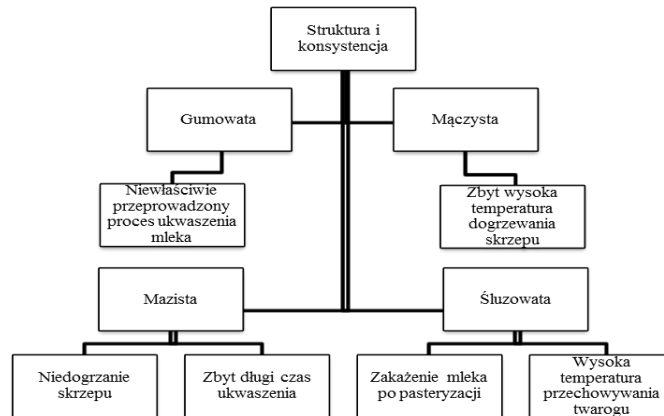 Struktura i
konsystencja
Gumowata
Mączysta
Niewłaściwie
przeprowadzony
proces ukwaszenia
mleka
Zbyt wysoka
temperatura
dogrzewania
skrzepu
Mazista
Śluzowata
Niedogrzanie
skrzepu
Zbyt długi czas
ukwaszenia
Zakażenie mleka
po pasteryzacji
Wysoka
temperatura
przechowywania
twarogu